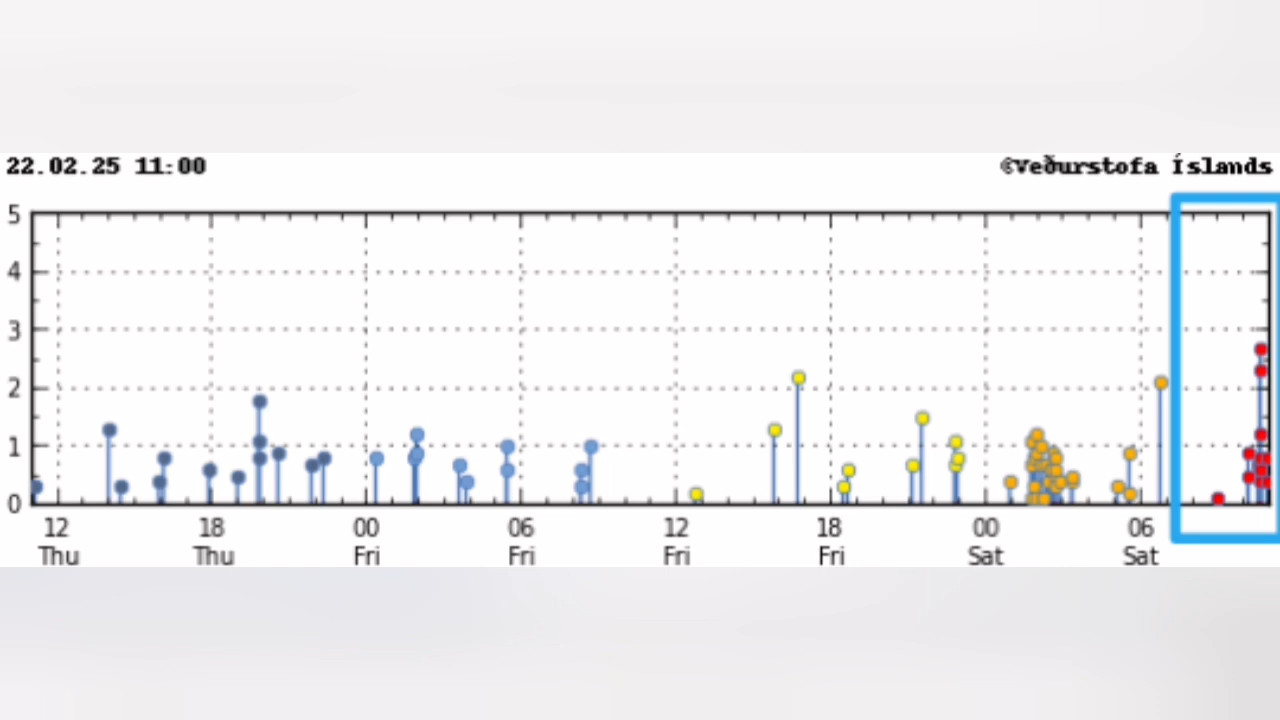 22.02.25 11:00 ©Veðurstofa Íslands
5
4
3
2
1
0
12 18 00 06 12 18 00 06
Thu Thu Fri Fri Fri Fri Sat Sat